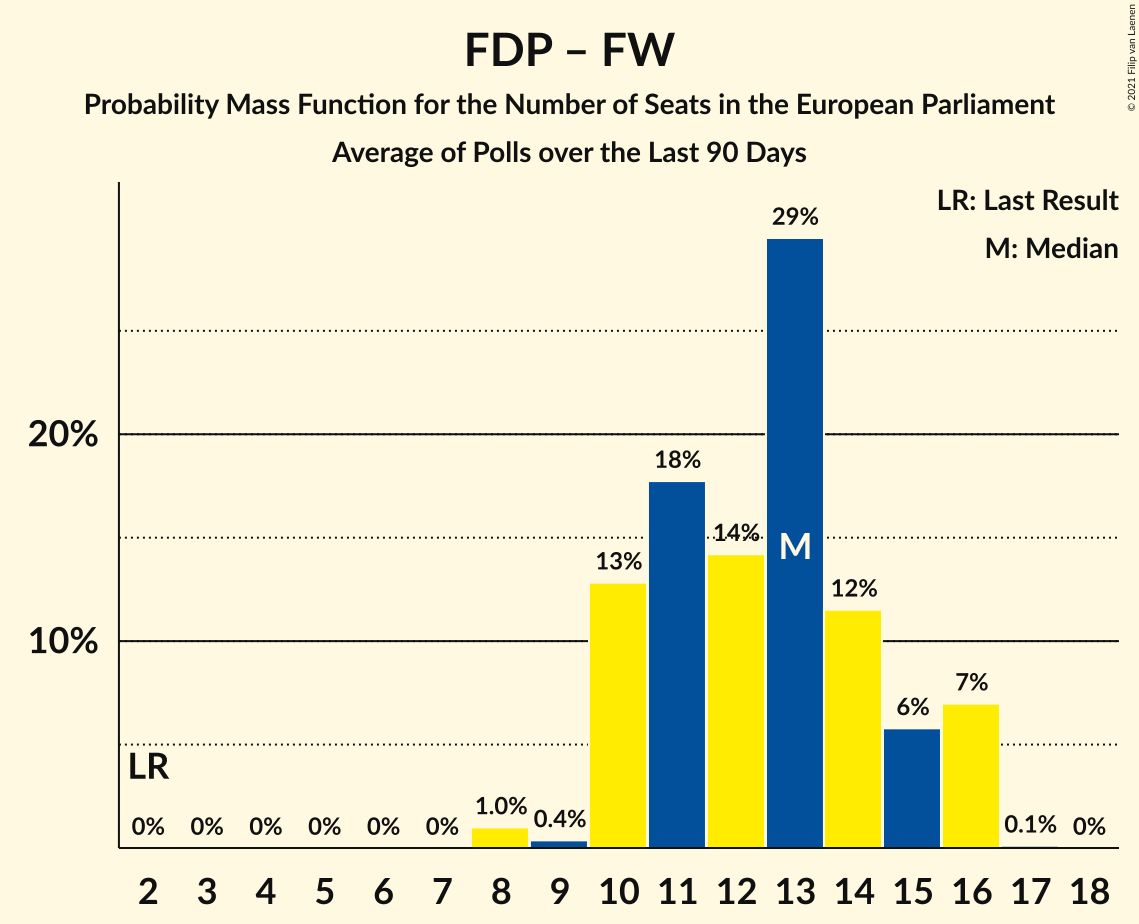 FDP – FW
Probability Mass Function for the Number of Seats in the European Parliament
Average of Polls over the Last 90 Days
© 2021 Filip van Laenen
LR: Last Result
M: Median
20%
10%
LR
0% 0% 0% 0% 0% 0% 1.0% 0.4% 13% 18% 14% 29% 12% 6% 7% 0.1% 0%
M
2 3 4 5 6 7 8 9 10 11 12 13 14 15 16 17 18